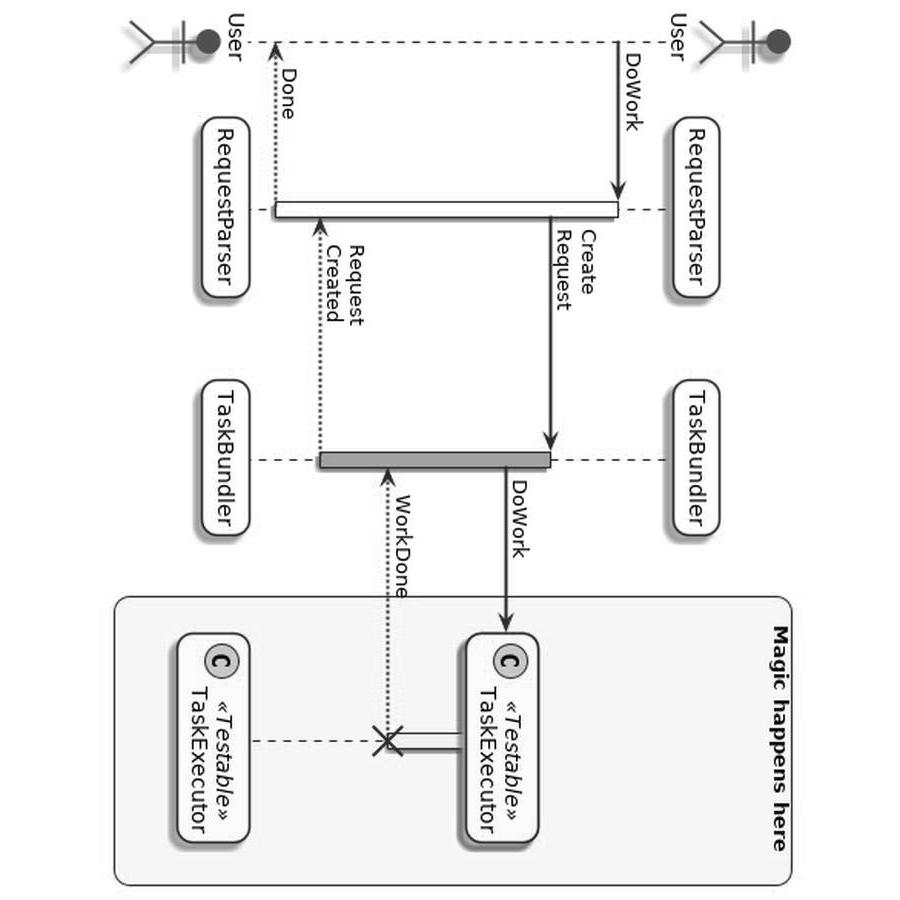 Magic happens here
User
RequestParser
TaskBundler
DoWork
Create
Request
DoWork
C
«Testable»
TaskExecutor
WorkDone
Request
Created
Done
User
RequestParser
TaskBundler
C
«Testable»
TaskExecutor